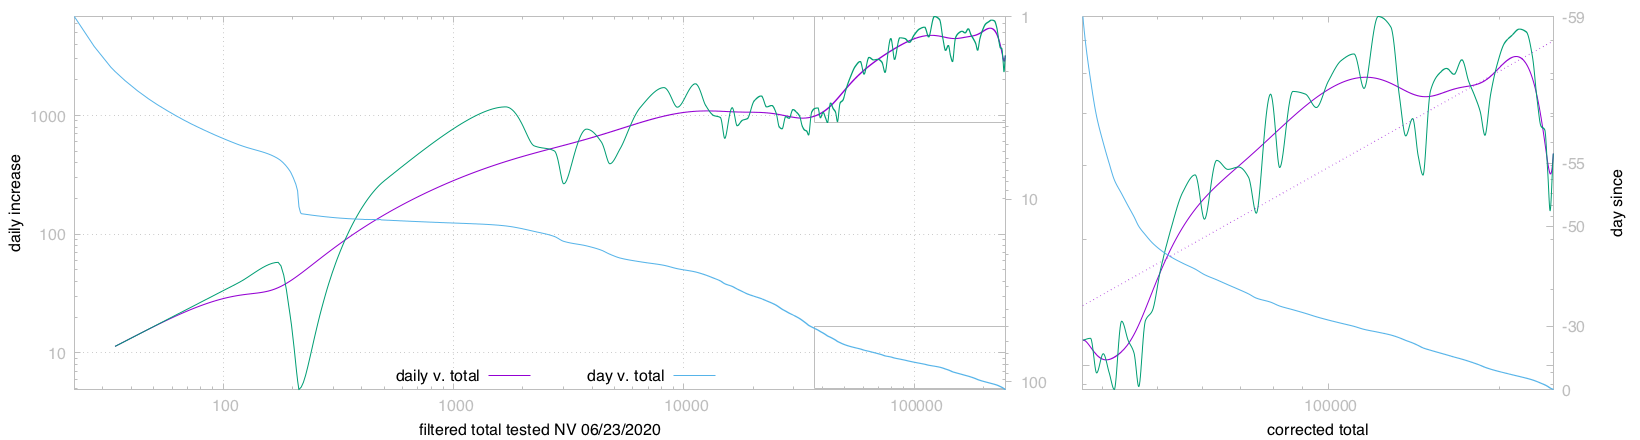 daily increase
1000
100
10
100
1000
10000
100000
1
10
100
daily v. total
day v. total
filtered total tested NV 06/23/2020
-59
-55
-50
-30
0
day since
100000
corrected total